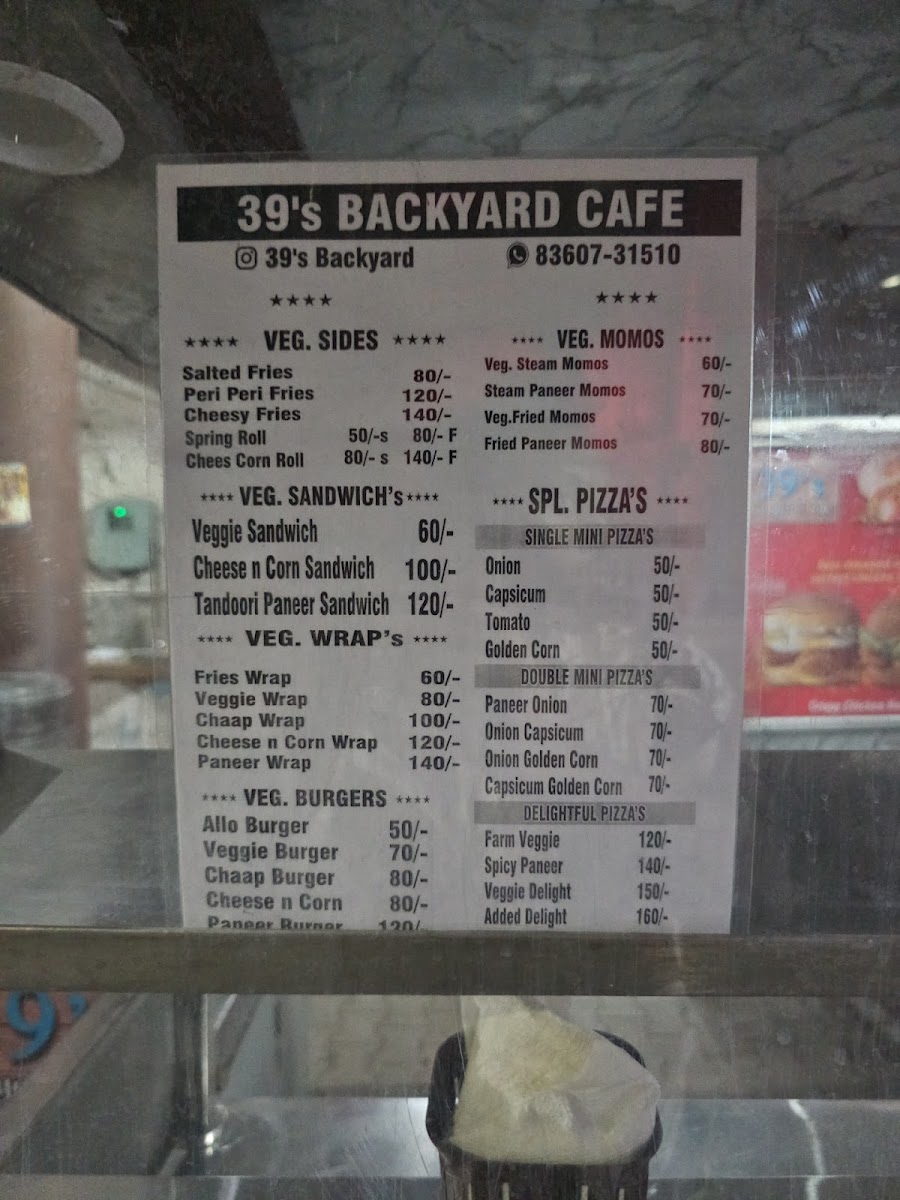 39's BACKYARD CAFE
39's Backyard
83607-31510
**** ****
**** VEG. SIDES ****
Salted Fries 80/-
Peri Peri Fries 120/-
Cheesy Fries 140/-
Spring Roll 50/-s 80/- F
Chees Corn Roll 80/- s 140/- F
**** VEG. SANDWICH's ****
Veggie Sandwich 60/-
Cheese n Corn Sandwich 100/-
Tandoori Paneer Sandwich 120/-
**** VEG. WRAP's ****
Fries Wrap 60/-
Veggie Wrap 80/-
Chaap Wrap 100/-
Cheese n Corn Wrap 120/-
Paneer Wrap 140/-
**** VEG. BURGERS ****
Allo Burger 50/-
Veggie Burger 70/-
Chaap Burger 80/-
Cheese n Corn 80/-
Paneer Burger 120/-
**** VEG. MOMOS ****
Veg. Steam Momos 60/-
Steam Paneer Momos 70/-
Veg.Fried Momos 70/-
Fried Paneer Momos 80/-
**** SPL. PIZZA'S ****
SINGLE MINI PIZZA'S
Onion 50/-
Capsicum 50/-
Tomato 50/-
Golden Corn 50/-
DOUBLE MINI PIZZA'S
Paneer Onion 70/-
Onion Capsicum 70/-
Onion Golden Corn 70/-
Capsicum Golden Corn 70/-
DELIGHTFUL PIZZA'S
Farm Veggie 120/-
Spicy Paneer 140/-
Veggie Delight 150/-
Added Delight 160/-